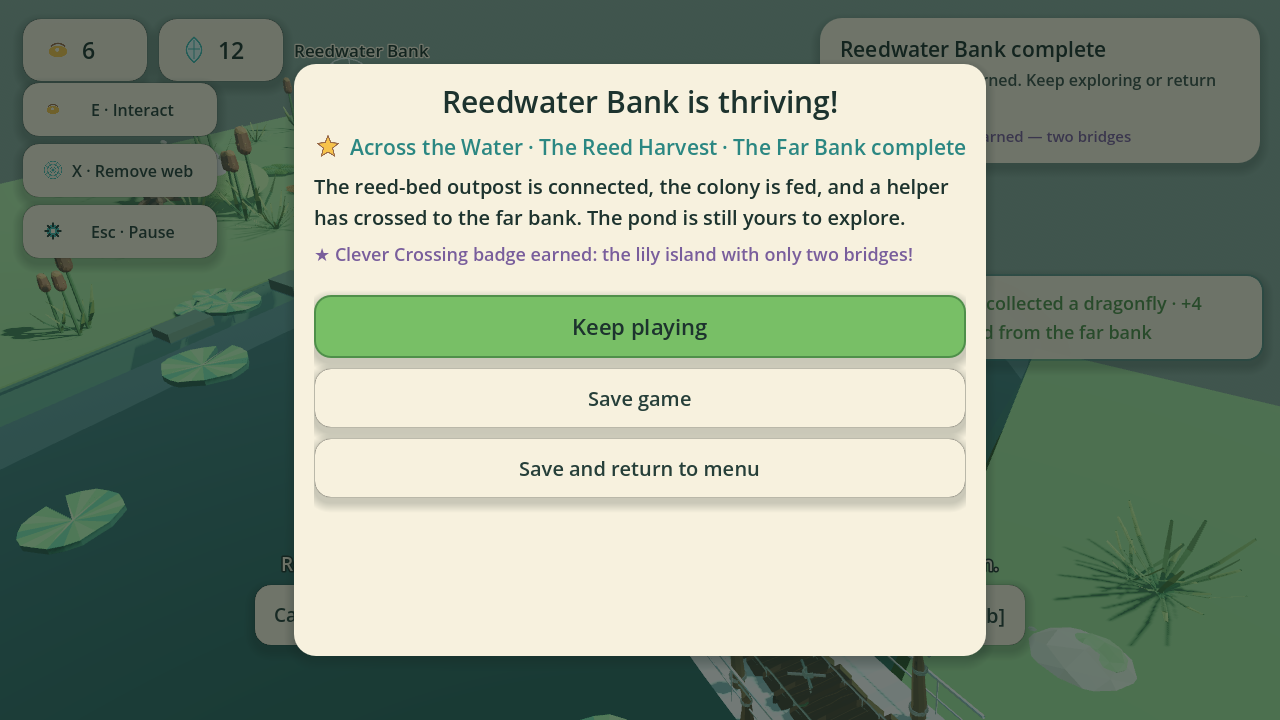 6
12
Reedwater Bank
E · Interact
X · Remove web
Esc · Pause
Reedwater Bank complete
Keep exploring or return
— two bridges
collected a dragonfly · +4
from the far bank
Reedwater Bank is thriving!
Across the Water · The Reed Harvest · The Far Bank complete
The reed-bed outpost is connected, the colony is fed, and a helper
has crossed to the far bank. The pond is still yours to explore.
★ Clever Crossing badge earned: the lily island with only two bridges!
Keep playing
Save game
Save and return to menu